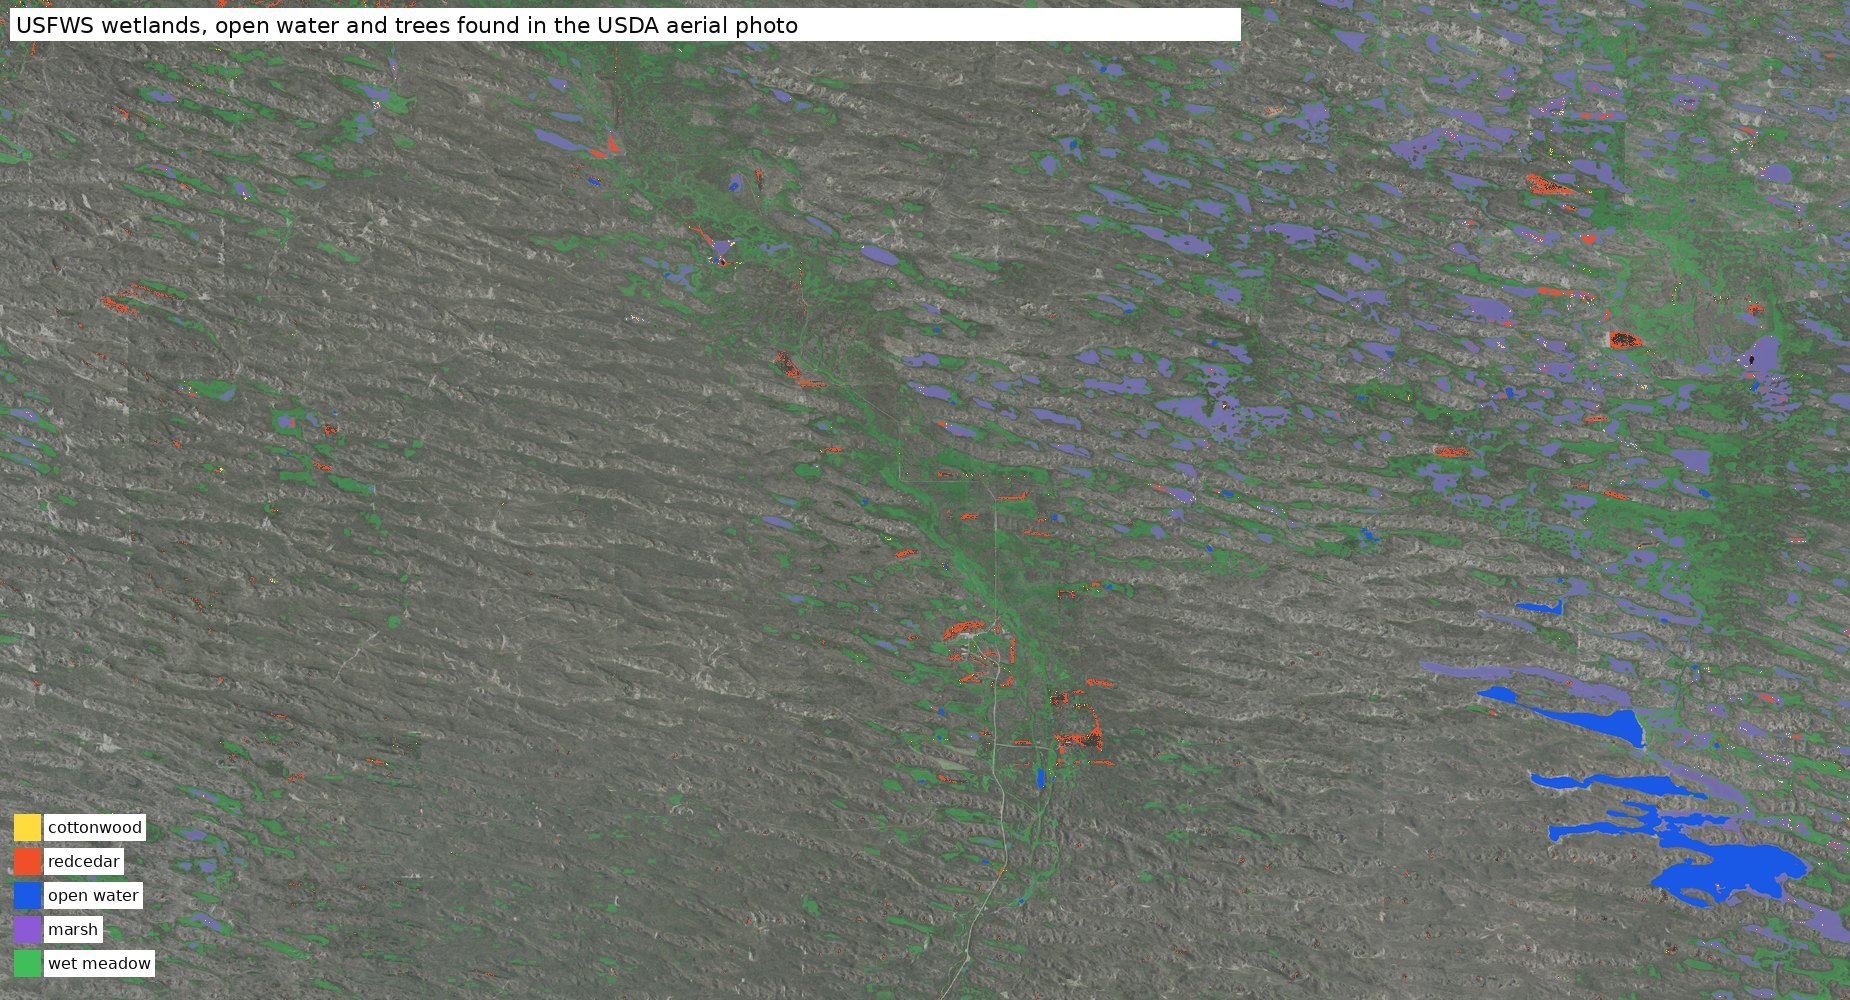 USFWS wetlands, open water and trees found in the USDA aerial photo
cottonwood
redcedar
open water
marsh
wet meadow